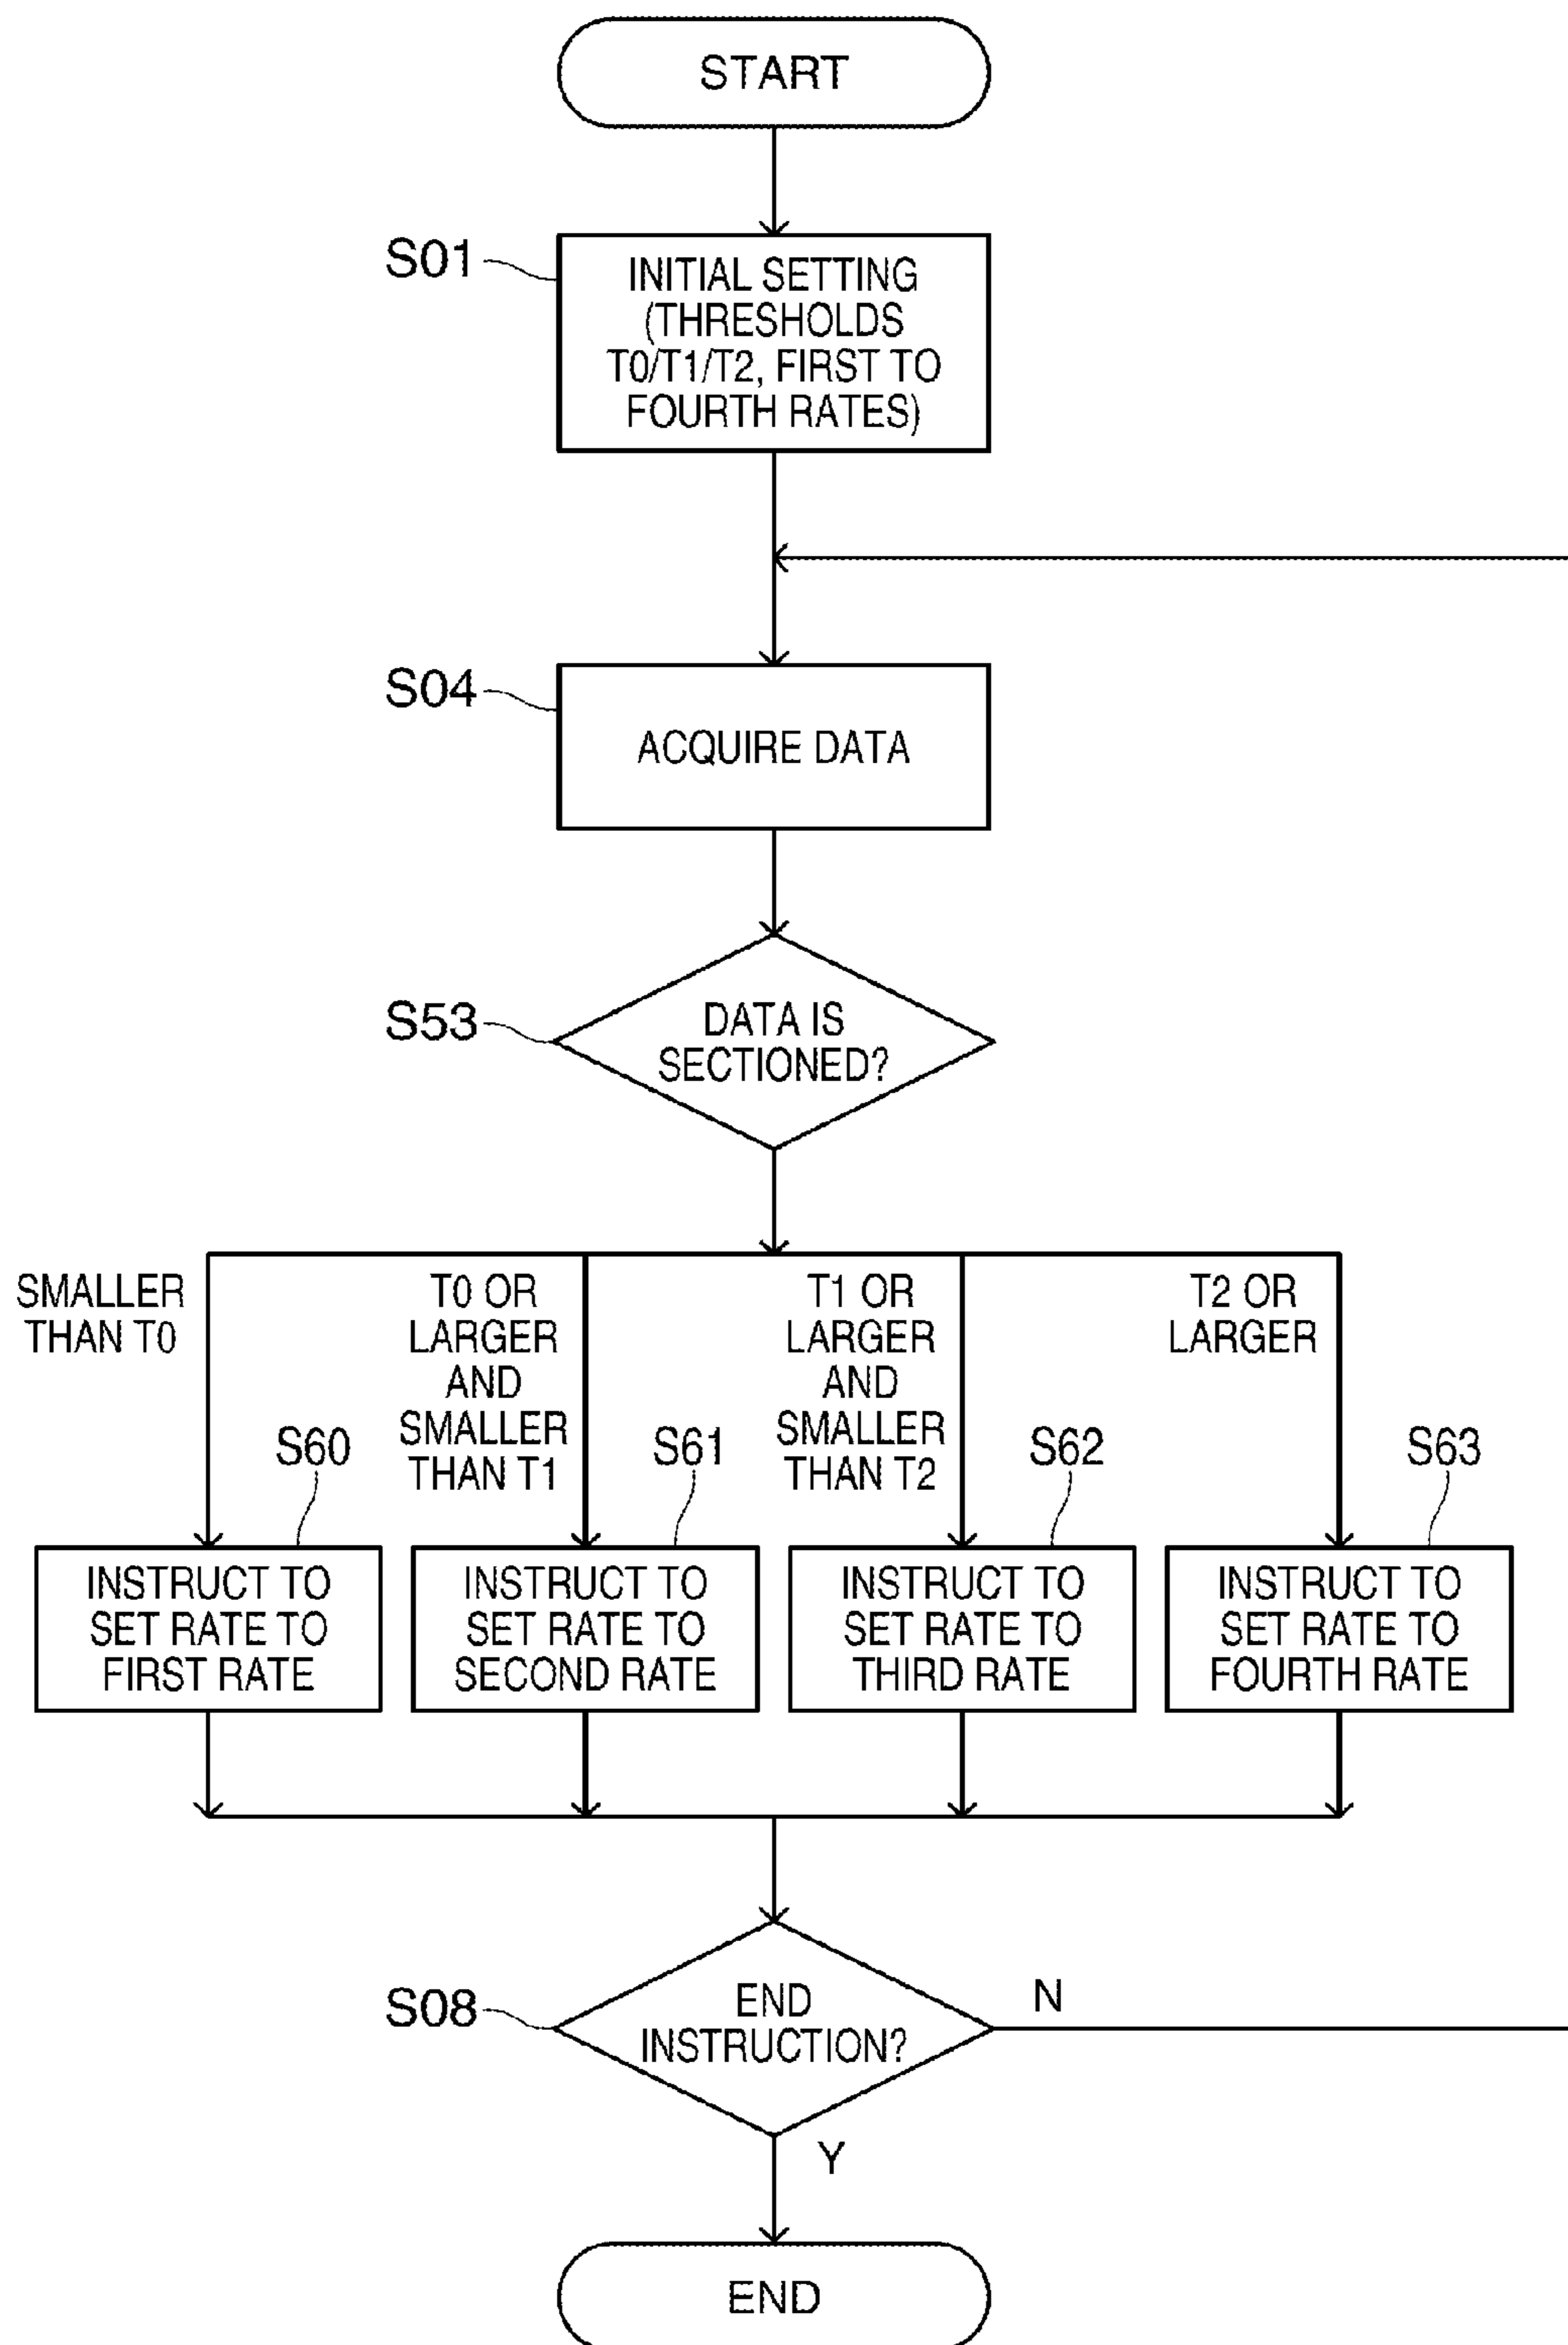 START
S01
INITIAL SETTING
(THRESHOLDS
T0/T1/T2, FIRST TO
FOURTH RATES)
S04
ACQUIRE DATA
S53
DATA IS
SECTIONED?
SMALLER
THAN T0
T0 OR
LARGER
AND
SMALLER
THAN T1
T1 OR
LARGER
AND
SMALLER
THAN T2
T2 OR
LARGER
S60
S61
S62
S63
INSTRUCT TO
SET RATE TO
FIRST RATE
INSTRUCT TO
SET RATE TO
SECOND RATE
INSTRUCT TO
SET RATE TO
THIRD RATE
INSTRUCT TO
SET RATE TO
FOURTH RATE
S08
END
INSTRUCTION?
N
Y
END